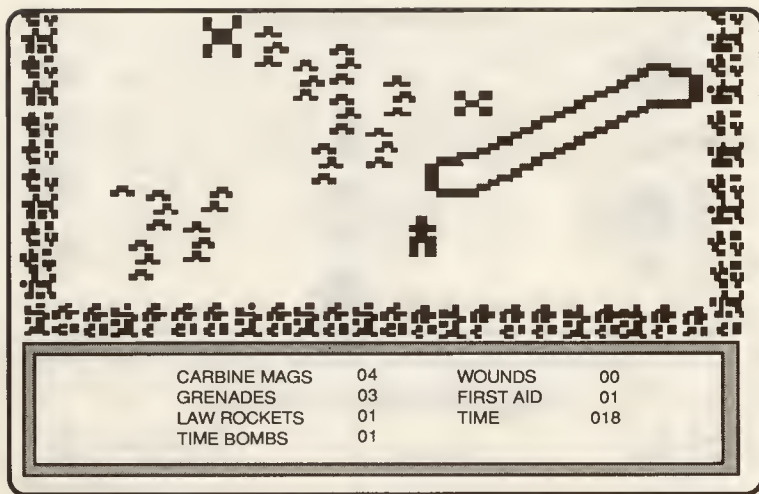 CARBINE MAGS 04 WOUNDS 00
GRENADES 03 FIRST AID 01
LAW ROCKETS 01 TIME 018
TIME BOMBS 01